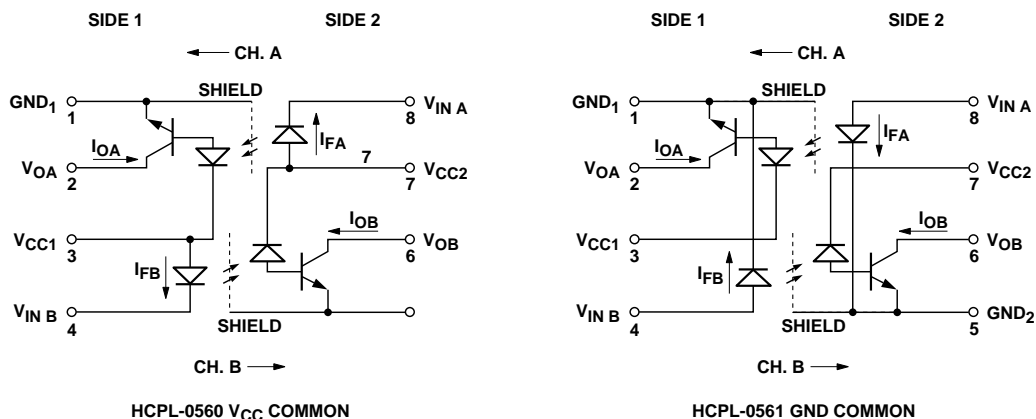 SIDE 1
SIDE 2
CH. A
SHIELD
GND1
1
VIN A
8
IOA
IFA
VOA
2
7
VCC2
7
VCC1
3
IOB
VOB
6
IFB
VIN B
4
SHIELD
CH. B
HCPL-0560 VCC COMMON
SIDE 1
SIDE 2
CH. A
SHIELD
GND1
1
VIN A
8
IOA
IFA
VOA
2
VCC2
7
VCC1
3
IOB
VOB
6
IFB
VIN B
4
SHIELD
GND2
5
CH. B
HCPL-0561 GND COMMON